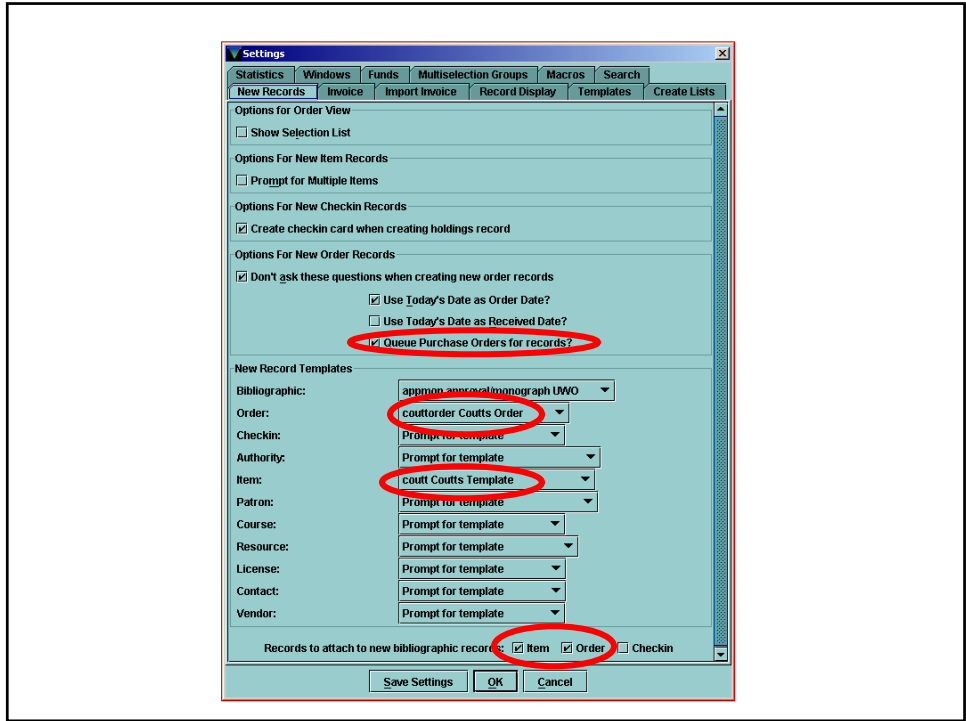 Settings
Statistics Windows Funds Multiselection Groups Macros Search
New Records Invoice Import Invoice Record Display Templates Create Lists
Options for Order View
Show Selection List
Options For New Item Records
Prompt for Multiple Items
Options For New Checkin Records
Create checkin card when creating holdings record
Options For New Order Records
Don't ask these questions when creating new order records
Use Today's Date as Order Date?
Use Today's Date as Received Date?
Queue Purchase Orders for records?
New Record Templates
Bibliographic: appmon approval/monograph UWO
Order: couttorder Coutts Order
Checkin: Prompt for template
Authority: Prompt for template
Item: coutt Coutts Template
Patron: Prompt for template
Course: Prompt for template
Resource: Prompt for template
License: Prompt for template
Contact: Prompt for template
Vendor: Prompt for template
Records to attach to new bibliographic records: Item Order Checkin
Save Settings OK Cancel